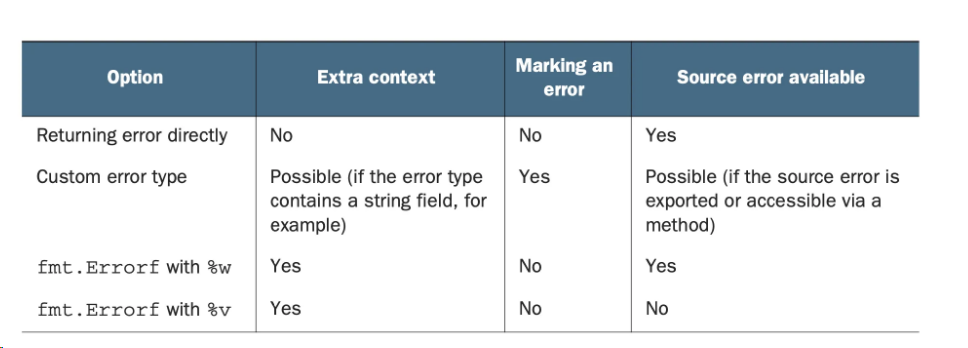 Option Extra context Marking an error Source error available
Returning error directly No No Yes
Custom error type Possible (if the error type contains a string field, for example) Yes Possible (if the source error is exported or accessible via a method)
fmt.Errorf with %w Yes No Yes
fmt.Errorf with %v Yes No No